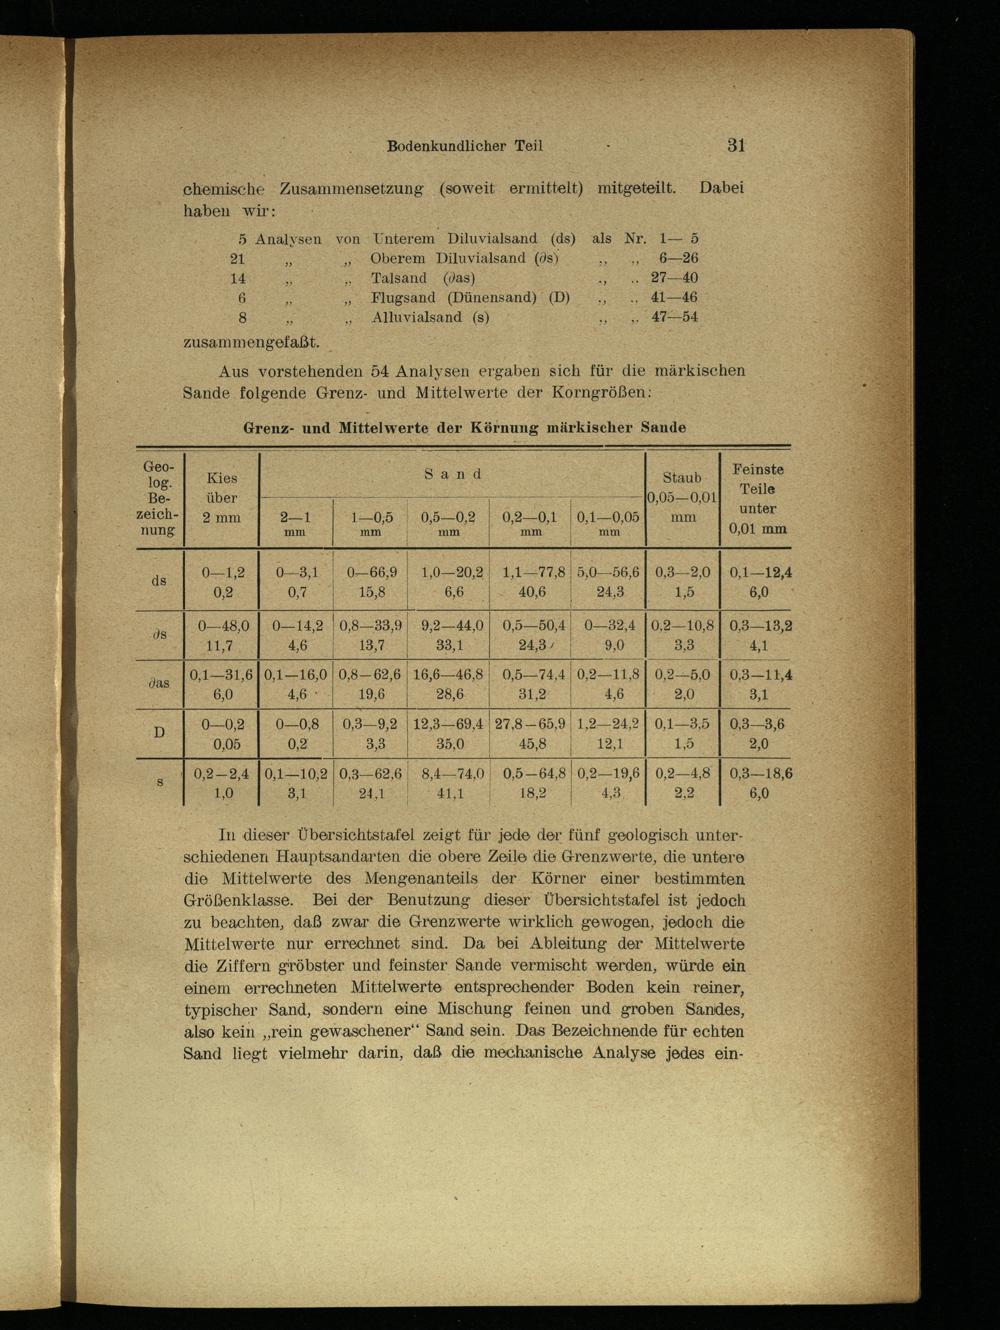 Bodenkundlicher Teil 31
chemische Zusammensetzung (soweit ermittelt) mitgeteilt. Dabei
haben wir:
5 Analysen von Unterem Diluvialsand (ds) als Nr. 1— 5
21 „ „ Oberem Diluvialsand (∂s) „ „ 6—26
14 „ „ Talsand (∂as) „ „ 27—40
6 „ „ Flugsand (Dünensand) (D) „ „ 41—46
8 „ „ Alluvialsand (s) „ „ 47—54
zusammengefaßt.
Aus vorstehenden 54 Analysen ergaben sich für die märkischen
Sande folgende Grenz- und Mittelwerte der Korngrößen:
Grenz- und Mittelwerte der Körnung märkischer Sande
Geo-
log.
Be-
zeich-
nung
Kies
über
2 mm
Sand
2—1 mm
1—0,5 mm
0,5—0,2 mm
0,2—0,1 mm
0,1—0,05 mm
Staub
0,05—0,01
mm
Feinste
Teile
unter
0,01 mm
ds
0—1,2 0—3,1 0—66,9 1,0—20,2 1,1—77,8 5,0—56,6 0,3—2,0 0,1—12,4
0,2 0,7 15,8 6,6 40,6 24,3 1,5 6,0
∂s
0—48,0 0—14,2 0,8—33,9 9,2—44,0 0,5—50,4 0—32,4 0,2—10,8 0,3—13,2
11,7 4,6 13,7 33,1 24,3 9,0 3,3 4,1
∂as
0,1—31,6 0,1—16,0 0,8—62,6 16,6—46,8 0,5—74,4 0,2—11,8 0,2—5,0 0,3—11,4
6,0 4,6 19,6 28,6 31,2 4,6 2,0 3,1
D
0—0,2 0—0,8 0,3—9,2 12,3—69,4 27,8—65,9 1,2—24,2 0,1—3,5 0,3—3,6
0,05 0,2 3,3 35,0 45,8 12,1 1,5 2,0
s
0,2—2,4 0,1—10,2 0,3—62,6 8,4—74,0 0,5—64,8 0,2—19,6 0,2—4,8 0,3—18,6
1,0 3,1 24,1 41,1 18,2 4,3 2,2 6,0
In dieser Übersichtstafel zeigt für jede der fünf geologisch unter-
schiedenen Hauptsandarten die obere Zeile die Grenzwerte, die untere
die Mittelwerte des Mengenanteils der Körner einer bestimmten
Größenklasse. Bei der Benutzung dieser Übersichtstafel ist jedoch
zu beachten, daß zwar die Grenzwerte wirklich gewogen, jedoch die
Mittelwerte nur errechnet sind. Da bei Ableitung der Mittelwerte
die Ziffern gröbster und feinster Sande vermischt werden, würde ein
einem errechneten Mittelwerte entsprechender Boden kein reiner,
typischer Sand, sondern eine Mischung feinen und groben Sandes,
also kein „rein gewaschener“ Sand sein. Das Bezeichnende für echten
Sand liegt vielmehr darin, daß die mechanische Analyse jedes ein-